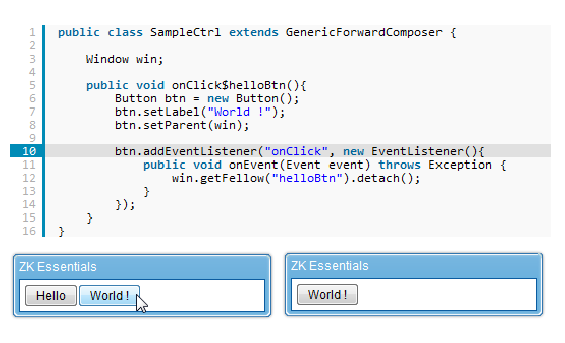 1 public class SampleCtrl extends GenericForwardComposer {
2
3 Window win;
4
5 public void onClick$helloBtn(){
6 Button btn = new Button();
7 btn.setLabel("World !");
8 btn.setParent(win);
9
10 btn.addEventListener("onClick", new EventListener(){
11 public void onEvent(Event event) throws Exception {
12 win.getFellow("helloBtn").detach();
13 }
14 });
15 }
16 }
ZK Essentials
Hello World !
ZK Essentials
World !